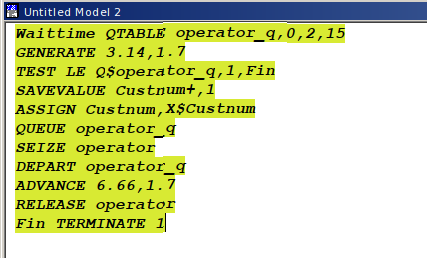 Untitled Model 2
Waittime QTABLE operator_q,0,2,15
GENERATE 3.14,1.7
TEST LE Q$operator_q,1,Fin
SAVEVALUE Custnum+,1
ASSIGN Custnum,X$Custnum
QUEUE operator_q
SEIZE operator
DEPART operator_q
ADVANCE 6.66,1.7
RELEASE operator
Fin TERMINATE 1